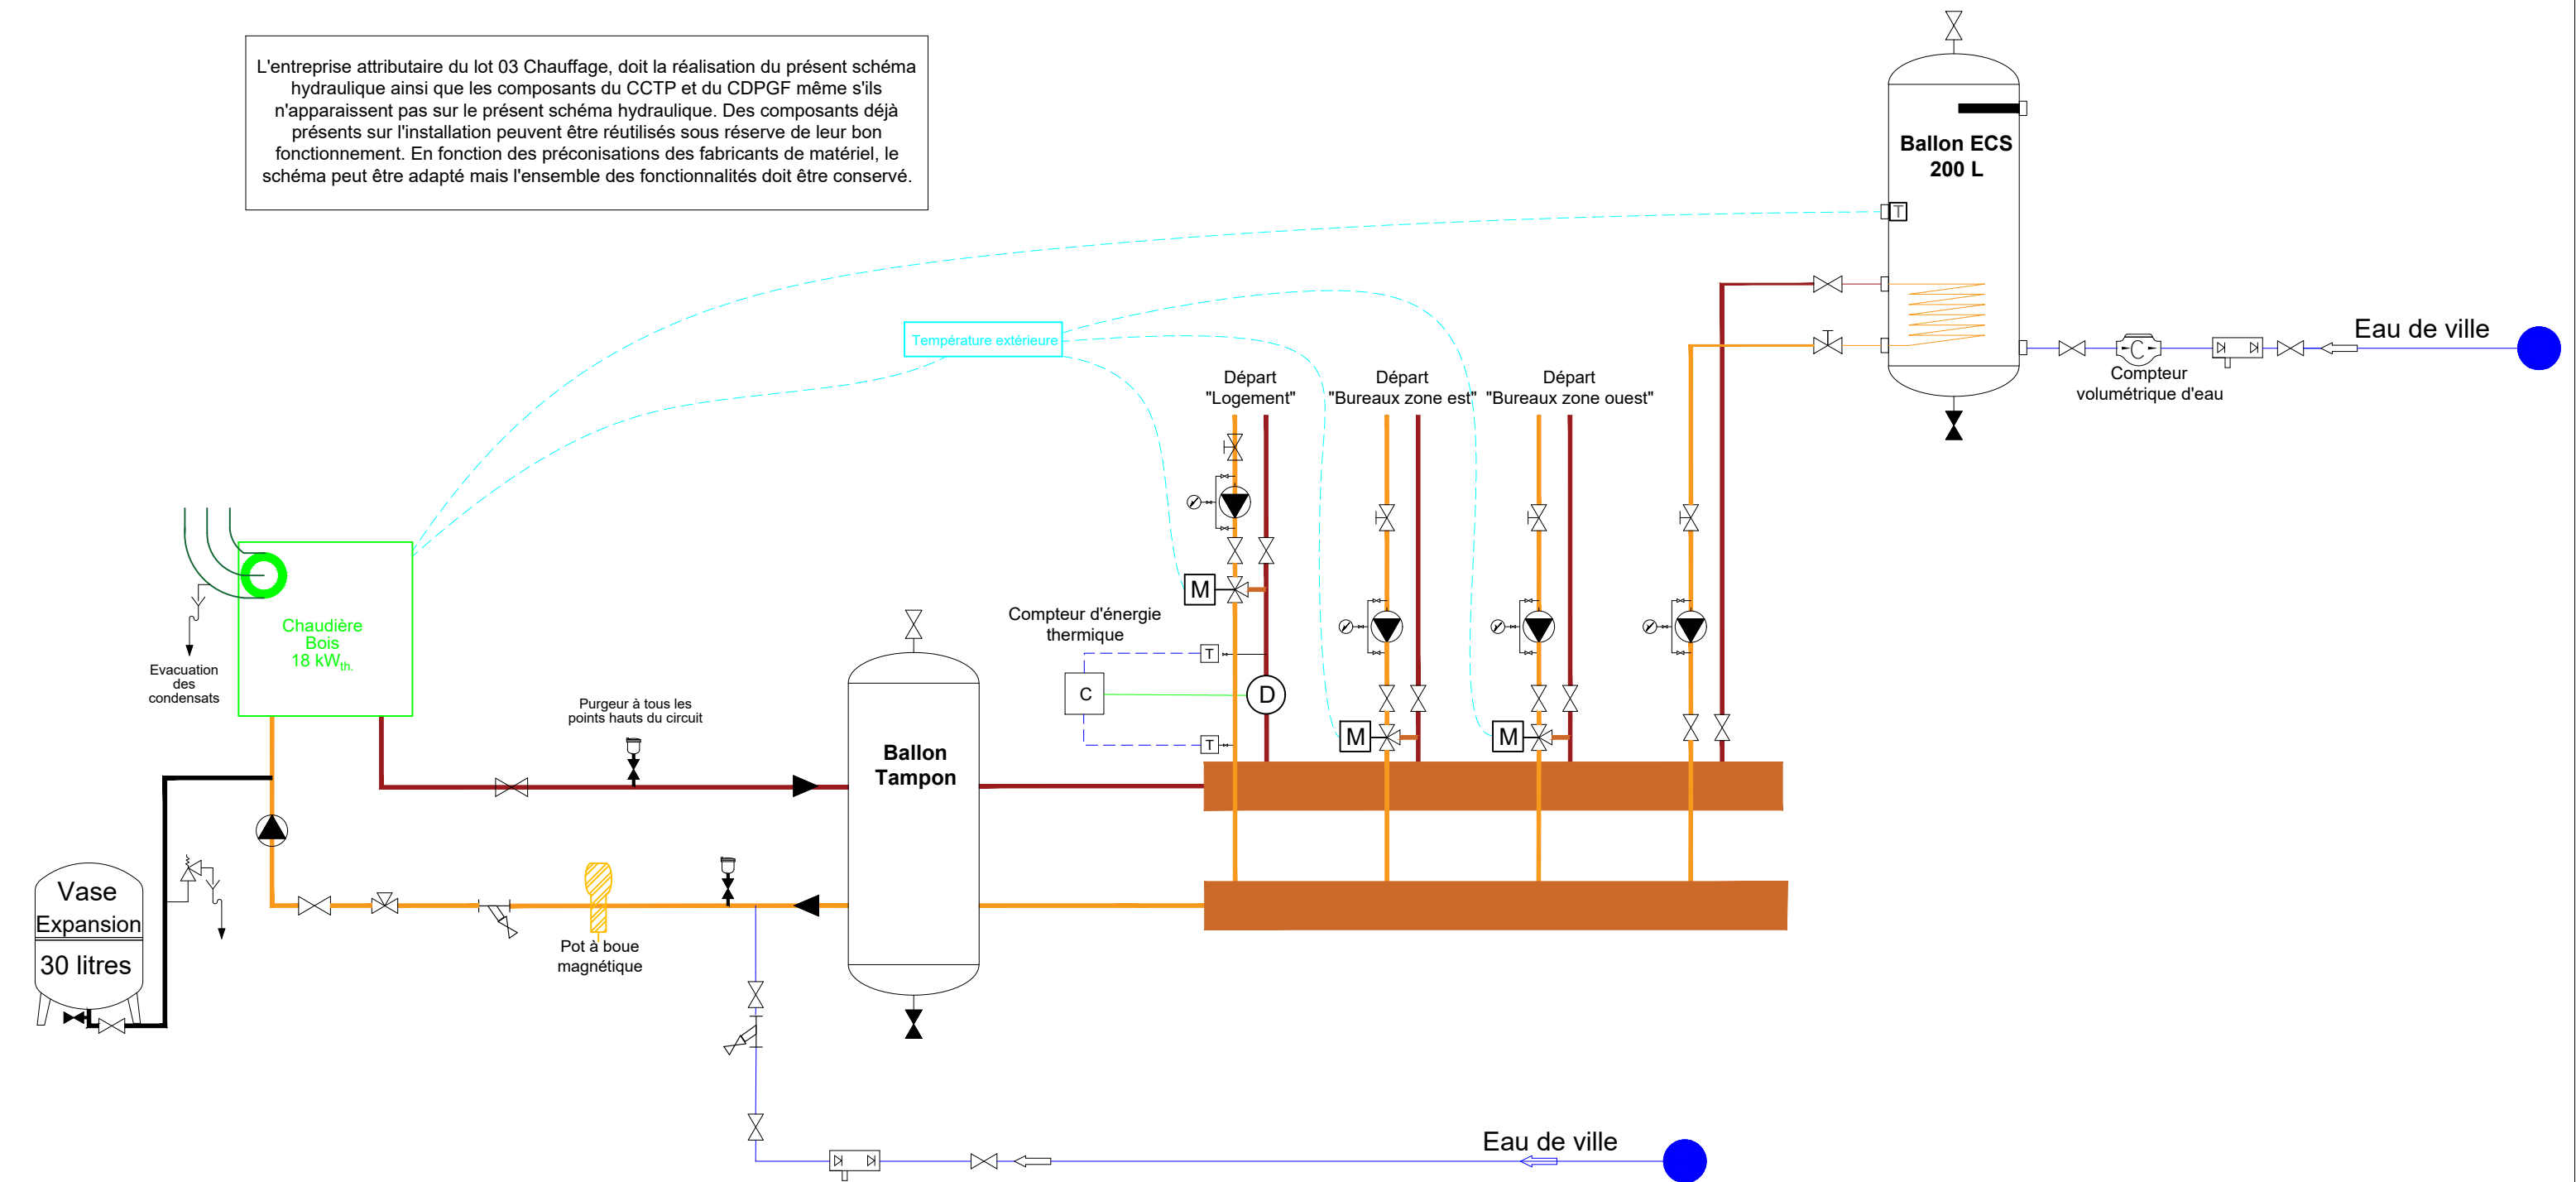 L'entreprise attributaire du lot 03 Chauffage, doit la réalisation du présent schéma
hydraulique ainsi que les composants du CCTP et du CDPGF même s'ils
n'apparaissent pas sur le présent schéma hydraulique. Des composants déjà
présents sur l'installation peuvent être réutilisés sous réserve de leur bon
fonctionnement. En fonction des préconisations des fabricants de matériel, le
schéma peut être adapté mais l'ensemble des fonctionnalités doit être conservé.
Ballon ECS
200 L
T
Eau de ville
C
Compteur
volumétrique d'eau
Température extérieure
Départ
"Logement"
Départ
"Bureaux zone est"
Départ
"Bureaux zone ouest"
M
Chaudière
Bois
18 kWth.
Evacuation
des
condensats
Compteur d'énergie
thermique
T
C
D
T
M
M
Purgeur à tous les
points hauts du circuit
Ballon
Tampon
Vase
Expansion
30 litres
Pot à boue
magnétique
Eau de ville